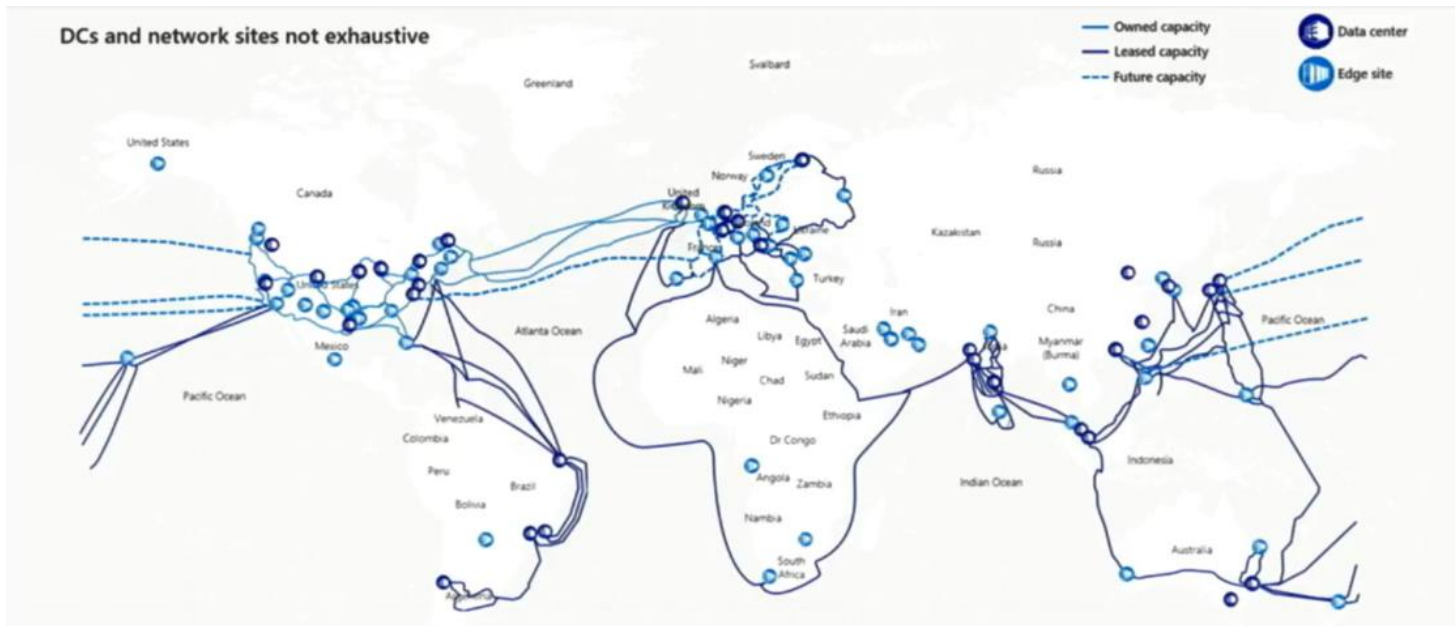 DCs and network sites not exhaustive
Owned capacity
Leased capacity
Future capacity
Data center
Edge site
Svalbard
Greenland
United States
Canada
Sweden
Norway
United
Russia
Russia
Kazakistan
Ukraine
France
Turkey
United States
China
Iran
Pacific Ocean
Atlanta Ocean
Algeria
Libya
Egypt
Saudi
Arabia
Myanmar
(Burma)
Mexico
Mali
Niger
Chad
Sudan
Pacific Ocean
Nigeria
Ethiopia
Venezuela
Colombia
Dr Congo
Peru
Brazil
Angola
Zambia
Indian Ocean
Indonesia
Bolivia
Nambia
Australia
South
Africa